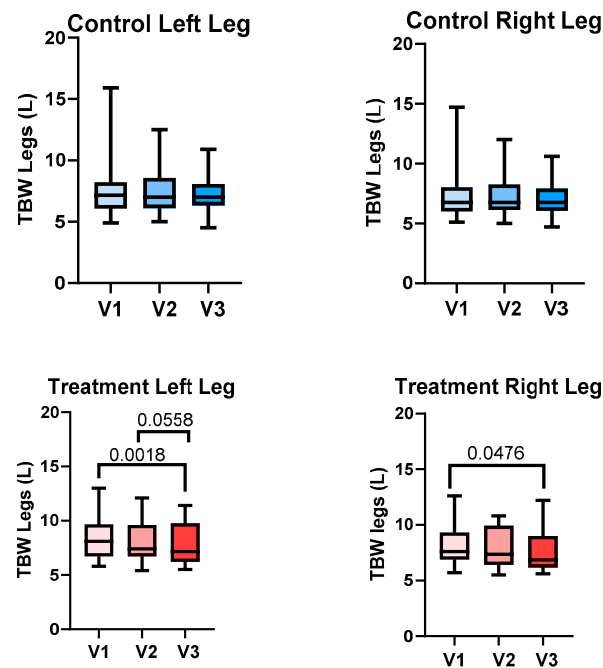 Control Left Leg
TBW Legs (L)
20
15
10
5
0
V1 V2 V3
Control Right Leg
TBW Legs (L)
20
15
10
5
0
V1 V2 V3
Treatment Left Leg
TBW Legs (L)
20
15
10
5
0
0.0558
0.0018
V1 V2 V3
Treatment Right Leg
TBW legs (L)
20
15
10
5
0
0.0476
V1 V2 V3